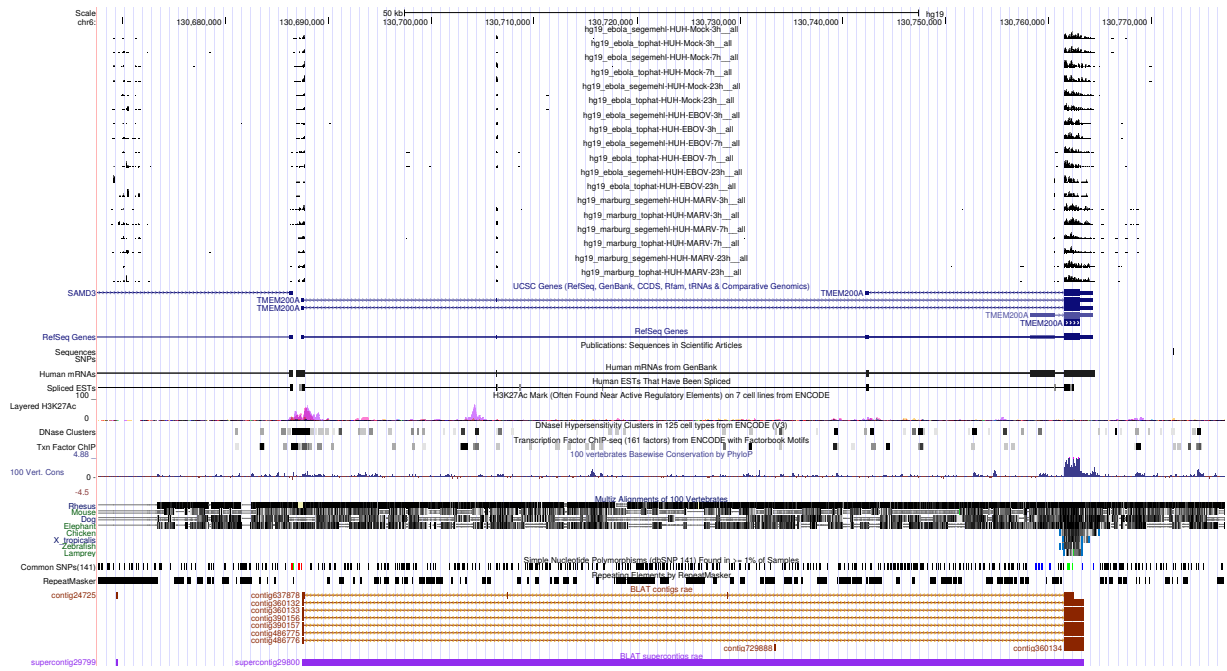 Scale 50 kb hg19
chr6: 130,680,000 130,690,000 130,700,000 130,710,000 130,720,000 130,730,000 130,740,000 130,750,000 130,760,000 130,770,000
hg19_ebola_segemehl-HUH-Mock-3h__all
hg19_ebola_tophat-HUH-Mock-3h__all
hg19_ebola_segemehl-HUH-Mock-7h__all
hg19_ebola_tophat-HUH-Mock-7h__all
hg19_ebola_segemehl-HUH-Mock-23h__all
hg19_ebola_tophat-HUH-Mock-23h__all
hg19_ebola_segemehl-HUH-EBOV-3h__all
hg19_ebola_tophat-HUH-EBOV-3h__all
hg19_ebola_segemehl-HUH-EBOV-7h__all
hg19_ebola_tophat-HUH-EBOV-7h__all
hg19_ebola_segemehl-HUH-EBOV-23h__all
hg19_ebola_tophat-HUH-EBOV-23h__all
hg19_marburg_segemehl-HUH-MARV-3h__all
hg19_marburg_tophat-HUH-MARV-3h__all
hg19_marburg_segemehl-HUH-MARV-7h__all
hg19_marburg_tophat-HUH-MARV-7h__all
hg19_marburg_segemehl-HUH-MARV-23h__all
hg19_marburg_tophat-HUH-MARV-23h__all
UCSC Genes (RefSeq, GenBank, CCDS, Rfam, tRNAs & Comparative Genomics)
SAMD3 TMEM200A
TMEM200A
TMEM200A
TMEM200A
TMEM200A
RefSeq Genes
RefSeq Genes
Publications: Sequences in Scientific Articles
Sequences
SNPs
Human mRNAs from GenBank
Human mRNAs
Human ESTs That Have Been Spliced
Spliced ESTs
H3K27Ac Mark (Often Found Near Active Regulatory Elements) on 7 cell lines from ENCODE
100
Layered H3K27Ac
0
DNaseI Hypersensitivity Clusters in 125 cell types from ENCODE (V3)
DNase Clusters
Transcription Factor ChIP-seq (161 factors) from ENCODE with Factorbook Motifs
Txn Factor ChIP
100 vertebrates Basewise Conservation by PhyloP
4.88
100 Vert. Cons
0
-4.5
Multiz Alignments of 100 Vertebrates
Rhesus
Mouse
Dog
Elephant
Chicken
X_tropicalis
Zebrafish
Lamprey
Simple Nucleotide Polymorphisms (dbSNP 141) Found in >= 1% of Samples
Common SNPs(141)
Repeating Elements by RepeatMasker
RepeatMasker
BLAT contigs rae
contig24725 contig637878
contig360132
contig360133
contig390156
contig390157
contig486775
contig486776
contig729888 contig360134
BLAT supercontigs rae
supercontig29799 supercontig29800